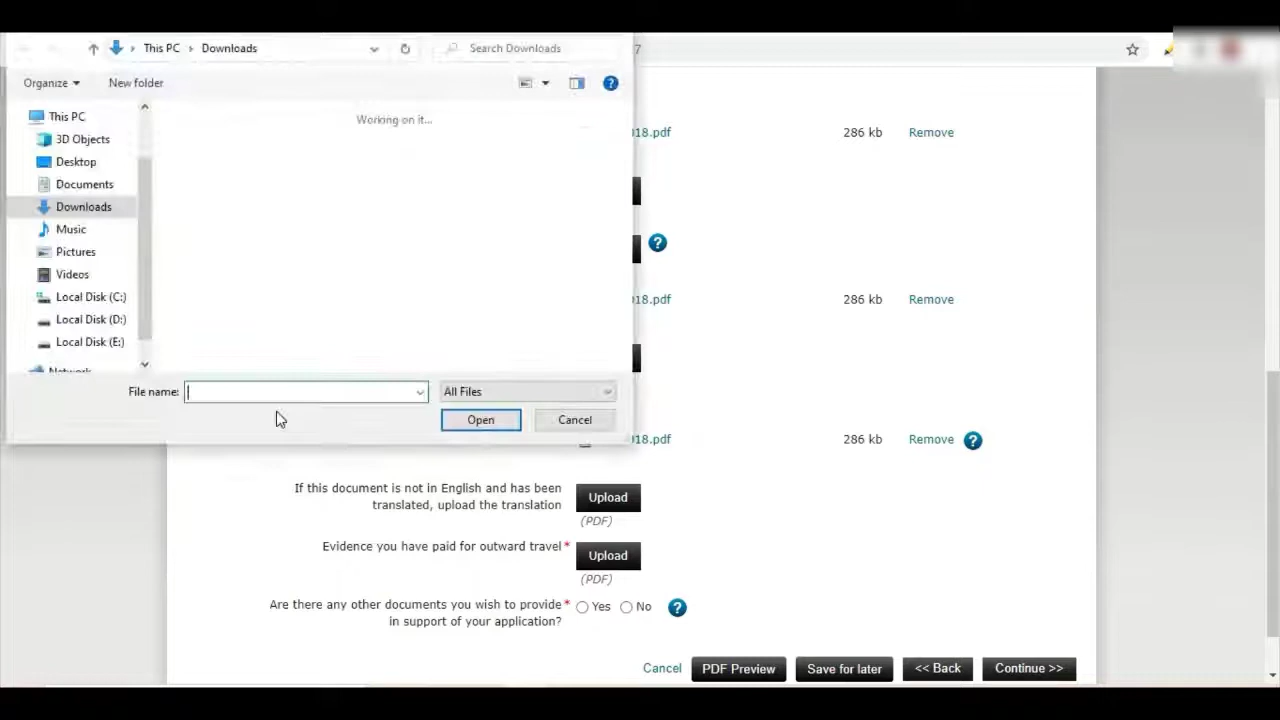 This PC > Downloads
Search Downloads
7
Organize
New folder
This PC
3D Objects
Desktop
Documents
Downloads
Music
Pictures
Videos
Local Disk (C:)
Local Disk (D:)
Local Disk (E:)
Network
Working on it...
File name:
All Files
Open
Cancel
18.pdf 286 kb Remove
?
18.pdf 286 kb Remove
18.pdf 286 kb Remove ?
If this document is not in English and has been
translated, upload the translation
Upload
(PDF)
Evidence you have paid for outward travel *
Upload
(PDF)
Are there any other documents you wish to provide * Yes No ?
in support of your application?
Cancel PDF Preview Save for later << Back Continue >>